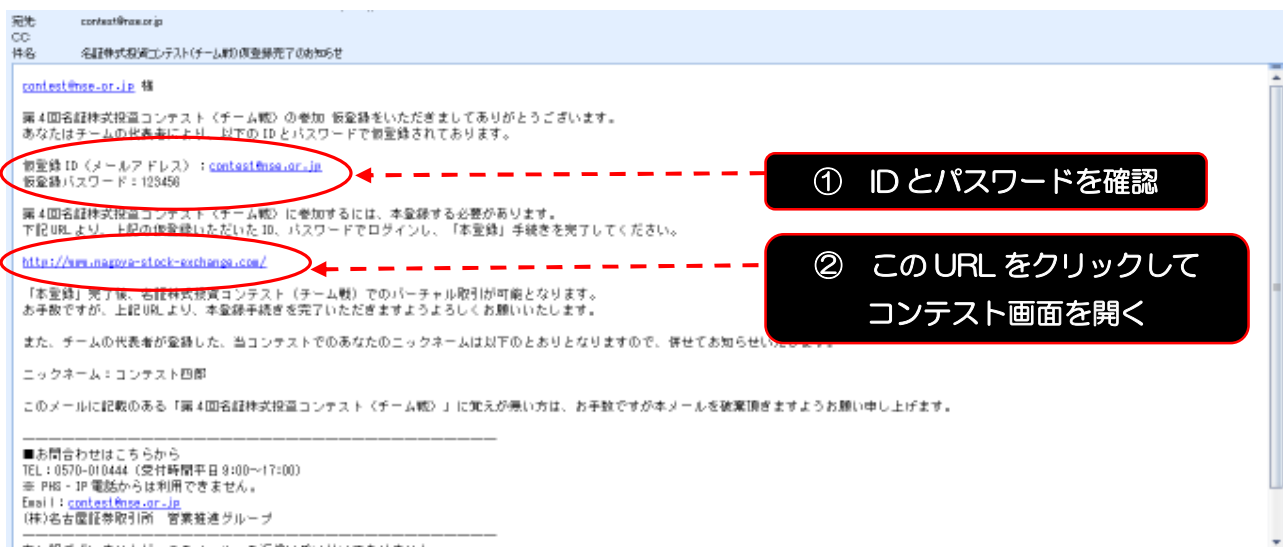 宛先 contest@nse.or.jp
CC:
件名 名証株式投資コンテスト(チーム戦)仮登録完了のお知らせ
contest@nse.or.jp 様
第4回名証株式投資コンテスト（チーム戦）の参加 仮登録をいただきましてありがとうございます。
あなたはチームの代表者により、以下のIDとパスワードで仮登録されております。
仮登録ID（メールアドレス）：contest@nse.or.jp
仮登録パスワード：123456
① IDとパスワードを確認
第4回名証株式投資コンテスト（チーム戦）に参加するには、本登録する必要があります。
下記URLより、上記の仮登録いただいたID、パスワードでログインし、「本登録」手続きを完了してください。
http://www.nagoya-stock-exchange.com/
② このURLをクリックして
コンテスト画面を開く
「本登録」完了後、名証株式投資コンテスト（チーム戦）でのバーチャル取引が可能となります。
お手数ですが、上記URLより、本登録手続きを完了いただきますようよろしくお願いいたします。
また、チームの代表者が登録した、当コンテストでのあなたのニックネームは以下のとおりとなりますので、併せてお知らせいたします。
ニックネーム：コンテスト四郎
このメールに記載のある「第4回名証株式投資コンテスト（チーム戦）」に覚えが無い方は、お手数ですが本メールを破棄頂きますようお願い申し上げます。
■お問合わせはこちらから
TEL：0570-010444（受付時間平日9:00～17:00）
※ PHS・IP電話からは利用できません。
Email：contest@nse.or.jp
(株)名古屋証券取引所 営業推進グループ